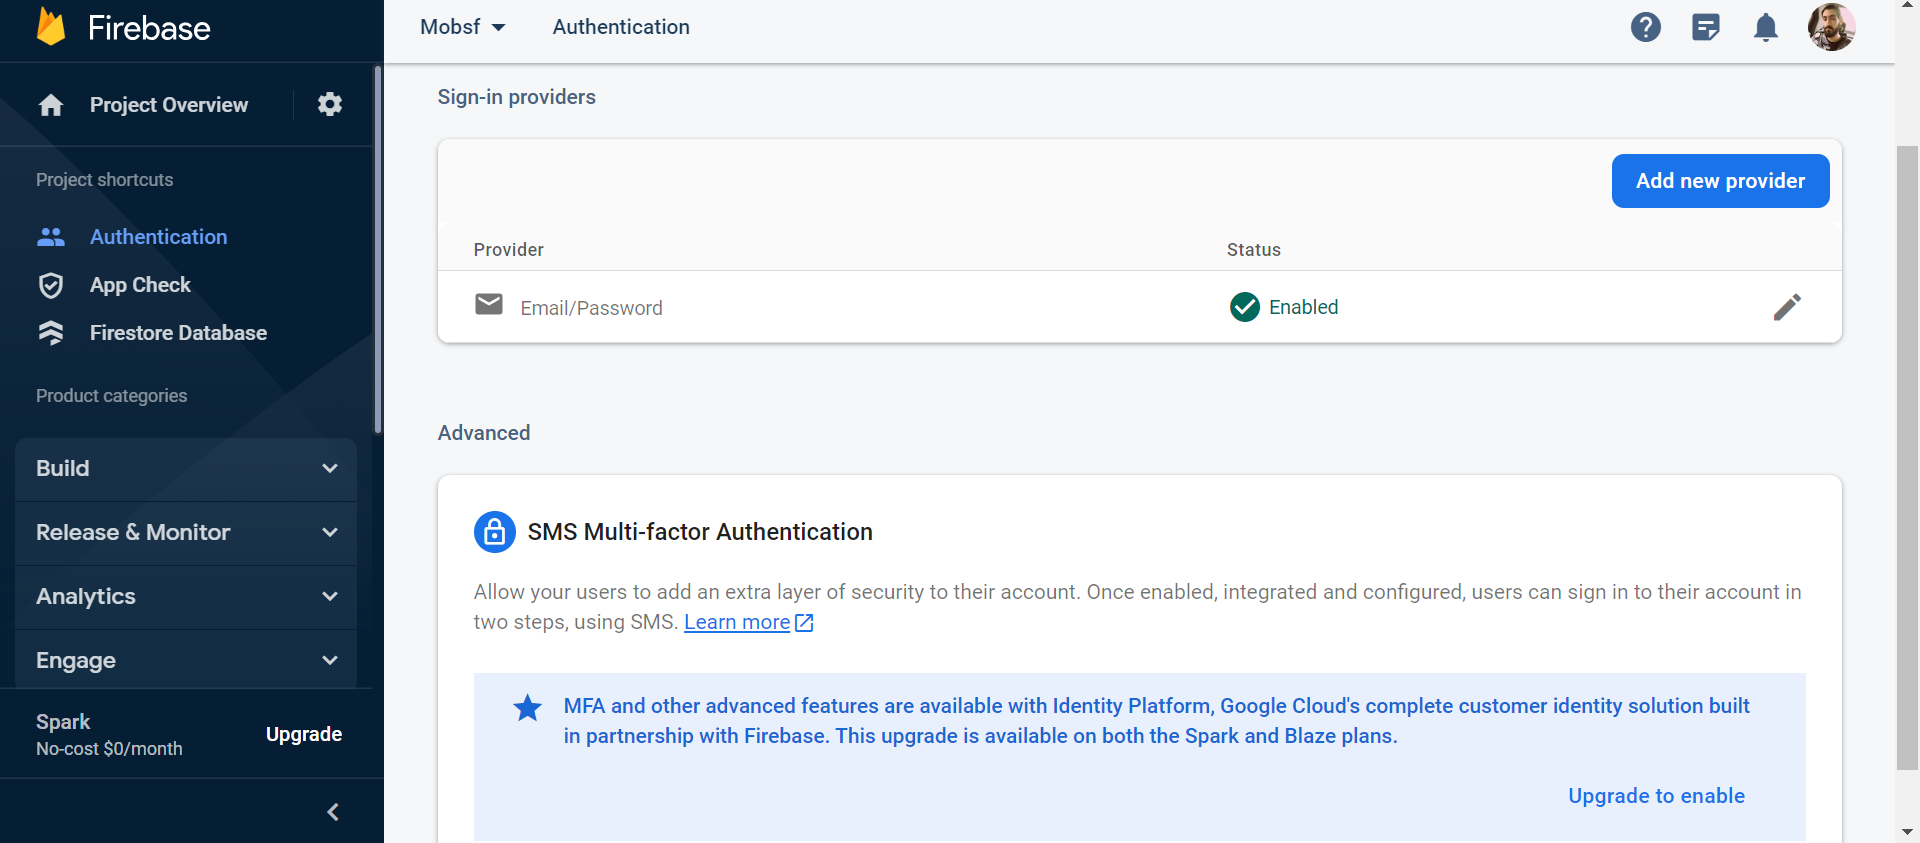 Firebase
Project Overview
Project shortcuts
Authentication
App Check
Firestore Database
Product categories
Build
Release & Monitor
Analytics
Engage
Spark
No-cost $0/month
Upgrade
Mobsf
Authentication
Sign-in providers
Add new provider
Provider
Status
Email/Password
Enabled
Advanced
SMS Multi-factor Authentication
Allow your users to add an extra layer of security to their account. Once enabled, integrated and configured, users can sign in to their account in
two steps, using SMS. Learn more
MFA and other advanced features are available with Identity Platform, Google Cloud's complete customer identity solution built
in partnership with Firebase. This upgrade is available on both the Spark and Blaze plans.
Upgrade to enable